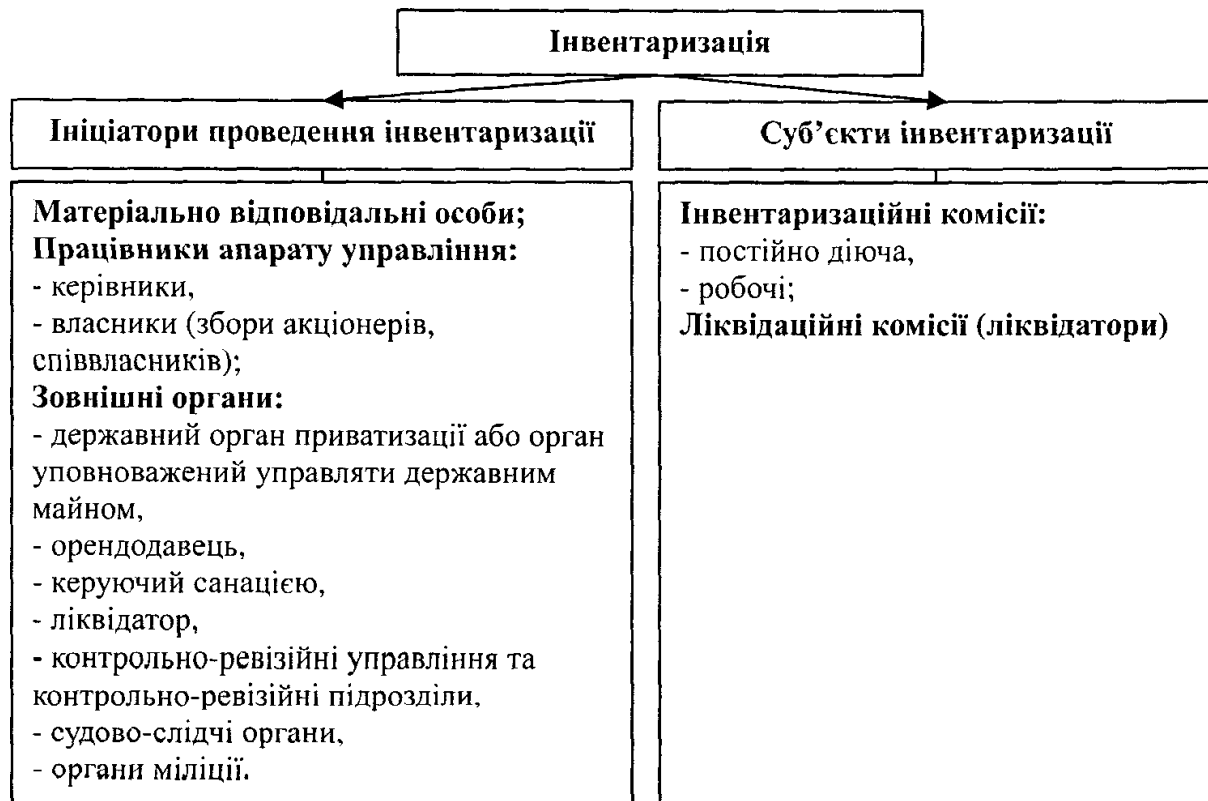 Інвентаризація
Ініціатори проведення інвентаризації
Матеріально відповідальні особи;
Працівники апарату управління:
- керівники,
- власники (збори акціонерів,
співвласників);
Зовнішні органи:
- державний орган приватизації або орган
уповноважений управляти державним
майном,
- орендодавець,
- керуючий санацією,
- ліквідатор,
- контрольно-ревізійні управління та
контрольно-ревізійні підрозділи,
- судово-слідчі органи,
- органи міліції.
Суб’єкти інвентаризації
Інвентаризаційні комісії:
- постійно діюча,
- робочі;
Ліквідаційні комісії (ліквідатори)